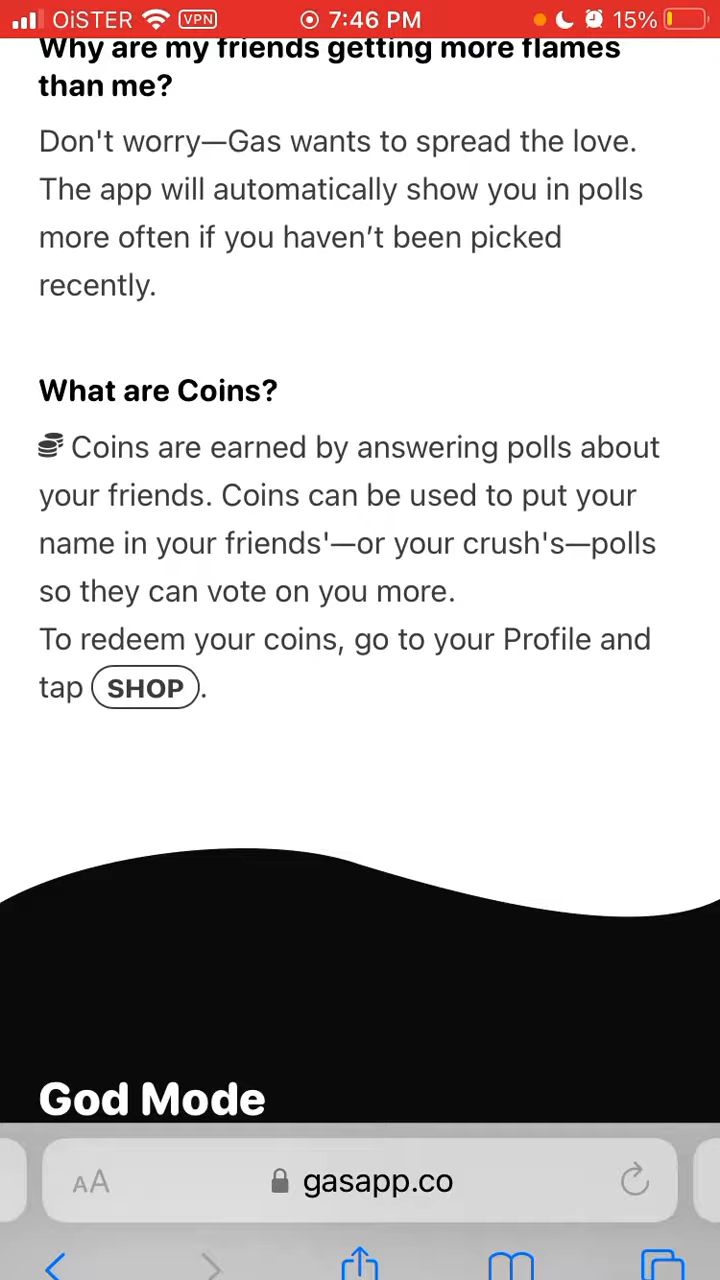 OiSTER VPN 7:46 PM 15%
Why are my friends getting more flames
than me?
Don't worry—Gas wants to spread the love.
The app will automatically show you in polls
more often if you haven’t been picked
recently.
What are Coins?
Coins are earned by answering polls about
your friends. Coins can be used to put your
name in your friends'—or your crush's—polls
so they can vote on you more.
To redeem your coins, go to your Profile and
tap SHOP.
God Mode
AA gasapp.co